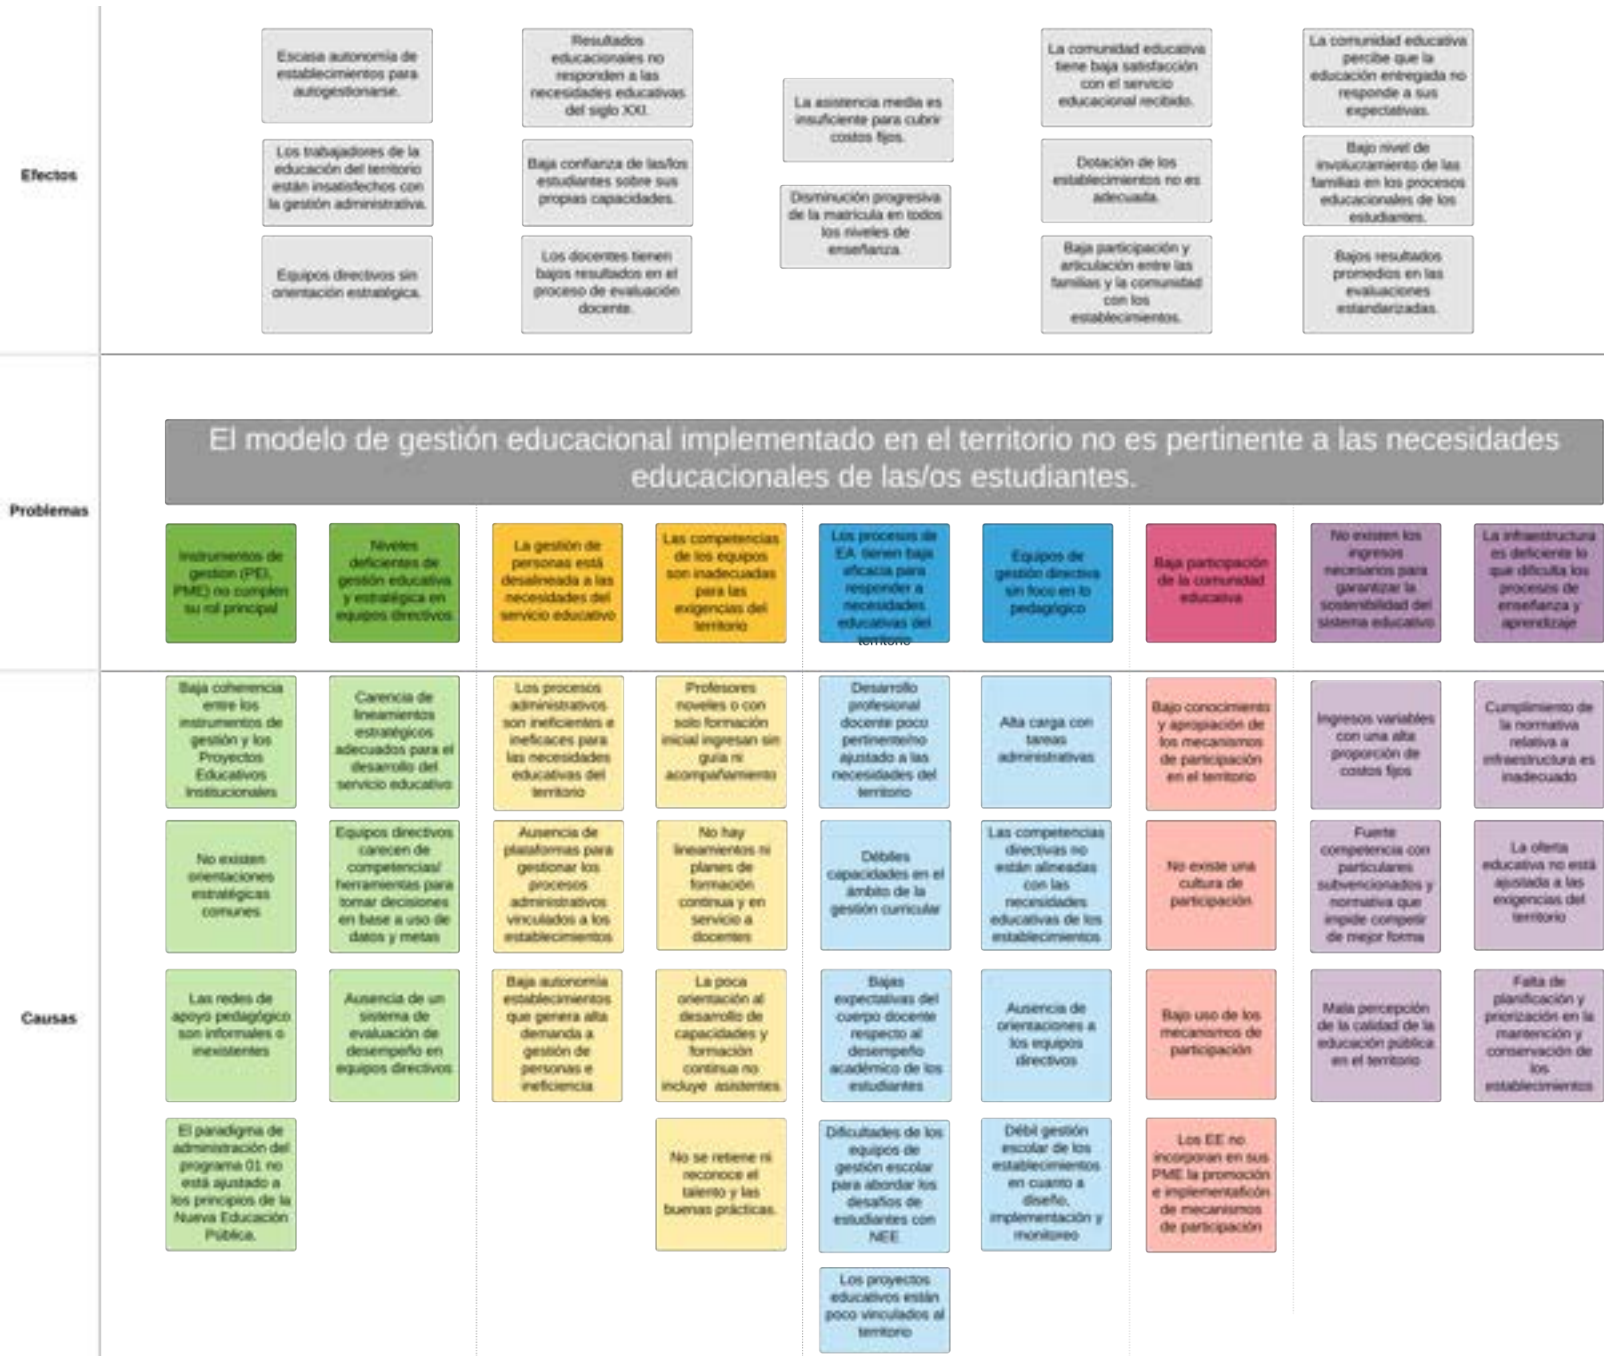 Efectos
Escasa autonomía de
establecimientos para
autogestionarse.
Los trabajadores de la
educación del territorio
están insatisfechos con
la gestión administrativa.
Equipos directivos sin
orientación estratégica.
Resultados
educacionales no
responden a las
necesidades educativas
del siglo XXI.
Baja confianza de las/los
estudiantes sobre sus
propias capacidades.
Los docentes tienen
bajos resultados en el
proceso de evaluación
docente.
La asistencia media es
insuficiente para cubrir
costos fijos.
Disminución progresiva
de la matrícula en todos
los niveles de
enseñanza.
La comunidad educativa
tiene baja satisfacción
con el servicio
educacional recibido.
Dotación de los
establecimientos no es
adecuada.
Baja participación y
articulación entre las
familias y la comunidad
con los
establecimientos.
La comunidad educativa
percibe que la
educación entregada no
responde a sus
expectativas.
Bajo nivel de
involucramiento de las
familias en los procesos
educacionales de los
estudiantes.
Bajos resultados
promedios en las
evaluaciones
estandarizadas.
Problemas
El modelo de gestión educacional implementado en el territorio no es pertinente a las necesidades
educacionales de las/os estudiantes.
Instrumentos de
gestion (PEI,
PME) no cumplen
su rol principal
Niveles
deficientes de
gestión educativa
y estratégica en
equipos directivos
La gestión de
personas está
desalineada a las
necesidades del
servicio educativo
Las competencias
de los equipos
son inadecuadas
para las
exigencias del
territorio
Los procesos de
EA tienen baja
eficacia para
responder a
necesidades
educativas del
territorio
Equipos de
gestión directiva
sin foco en lo
pedagógico
Baja participación
de la comunidad
educativa
No existen los
ingresos
necesarios para
garantizar la
sostenibilidad del
sistema educativo
La infraestructura
es deficiente lo
que dificulta los
procesos de
enseñanza y
aprendizaje
Causas
Baja coherencia
entre los
instrumentos de
gestión y los
Proyectos
Educativos
Institucionales
No existen
orientaciones
estratégicas
comunes
Las redes de
apoyo pedagógico
son informales o
inexistentes
El paradigma de
administración del
programa 01 no
está ajustado a
los principios de la
Nueva Educación
Pública.
Carencia de
lineamientos
estratégicos
adecuados para el
desarrollo del
servicio educativo
Equipos directivos
carecen de
competencias/
herramientas para
tomar decisiones
en base a uso de
datos y metas
Ausencia de un
sistema de
evaluación de
desempeño en
equipos directivos
Los procesos
administrativos
son ineficientes e
ineficaces para
las necesidades
educativas del
territorio
Ausencia de
plataformas para
gestionar los
procesos
administrativos
vinculados a los
establecimientos
Baja autonomía
establecimientos
que genera alta
demanda a
gestión de
personas e
ineficiencia
Profesores
noveles o con
solo formación
inicial ingresan sin
guía ni
acompañamiento
No hay
lineamientos ni
planes de
formación
continua y en
servicio a
docentes
La poca
orientación al
desarrollo de
capacidades y
formación
continua no
incluye asistentes
No se retiene ni
reconoce el
talento y las
buenas prácticas.
Desarrollo
profesional
docente poco
pertinente/no
ajustado a las
necesidades del
territorio
Débiles
capacidades en el
ámbito de la
gestión curricular
Bajas
expectativas del
cuerpo docente
respecto al
desempeño
académico de los
estudiantes
Dificultades de los
equipos de
gestión escolar
para abordar los
desafíos de
estudiantes con
NEE
Los proyectos
educativos están
poco vinculados al
territorio
Alta carga con
tareas
administrativas
Las competencias
directivas no
están alineadas
con las
necesidades
educativas de los
establecimientos
Ausencia de
orientaciones a
los equipos
directivos
Débil gestión
escolar de los
establecimientos
en cuanto a
diseño,
implementación y
monitoreo
Bajo conocimiento
y apropiación de
los mecanismos
de participación
en el territorio
No existe una
cultura de
participación
Bajo uso de los
mecanismos de
participación
Los EE no
incorporan en sus
PME la promoción
e implementaficón
de mecanismos
de participación
Ingresos variables
con una alta
proporción de
costos fijos
Fuerte
competencia con
particulares
subvencionados y
normativa que
impide competir
de mejor forma
Mala percepción
de la calidad de la
educación pública
en el territorio
Cumplimiento de
la normativa
relativa a
infraestructura es
inadecuado
La oferta
educativa no está
ajustada a las
exigencias del
territorio
Falta de
planificación y
priorización en la
mantención y
conservación de
los
establecimientos